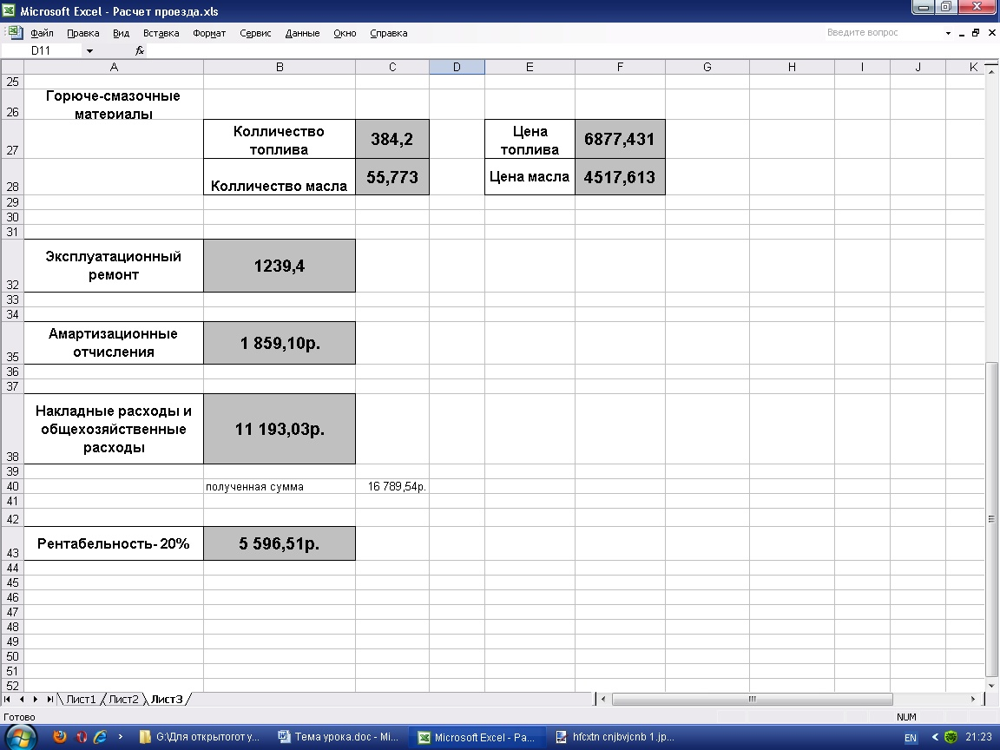 Microsoft Excel - Расчет проезда.xls
Файл Правка Вид Вставка Формат Сервис Данные Окно Справка Введите вопрос
D11 fx
A B C D E F G H I J K
25
26 Горюче-смазочные
материалы
27 Колличество
топлива 384,2 Цена
топлива 6877,431
28 Колличество масла 55,773 Цена масла 4517,613
29
30
31
32 Эксплуатационный
ремонт 1239,4
33
34
35 Амартизационные
отчисления 1 859,10р.
36
37
38 Накладные расходы и
общехозяйственные
расходы 11 193,03р.
39
40 полученная сумма 16 789,54р.
41
42
43 Рентабельность- 20% 5 596,51р.
44
45
46
47
48
49
50
51
52
Лист1 Лист2 Лист3
Готово NUM
G:\Для открытогот у... Тема урока.doc - Mi... Microsoft Excel - Ра... hfcxtn cnjbvjcnb 1.jp... EN 21:23